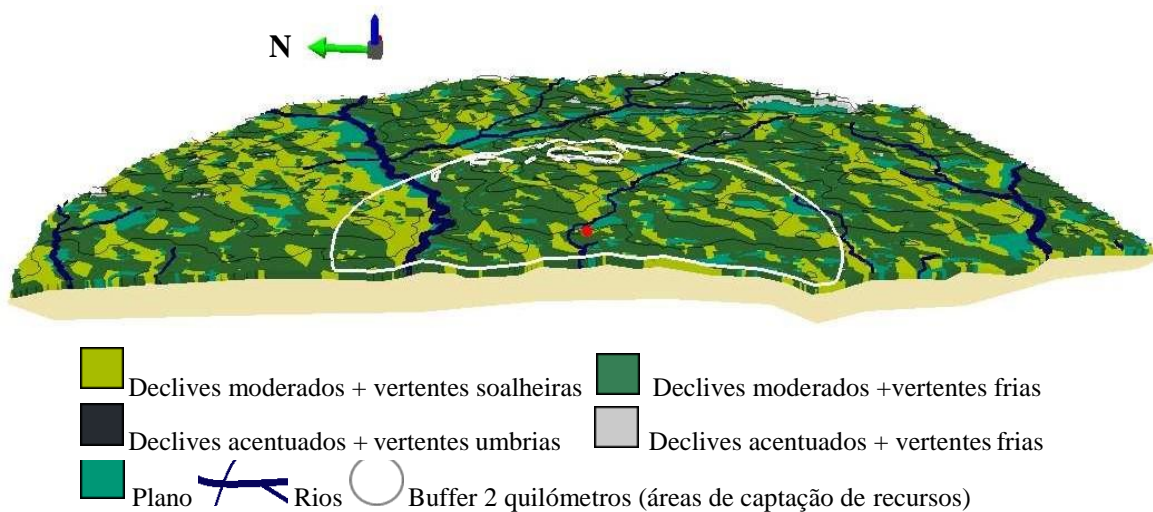 N
Declives moderados + vertentes soalheiras Declives moderados +vertentes frias
Declives acentuados + vertentes umbrias Declives acentuados + vertentes frias
Plano Rios Buffer 2 quilómetros (áreas de captação de recursos)